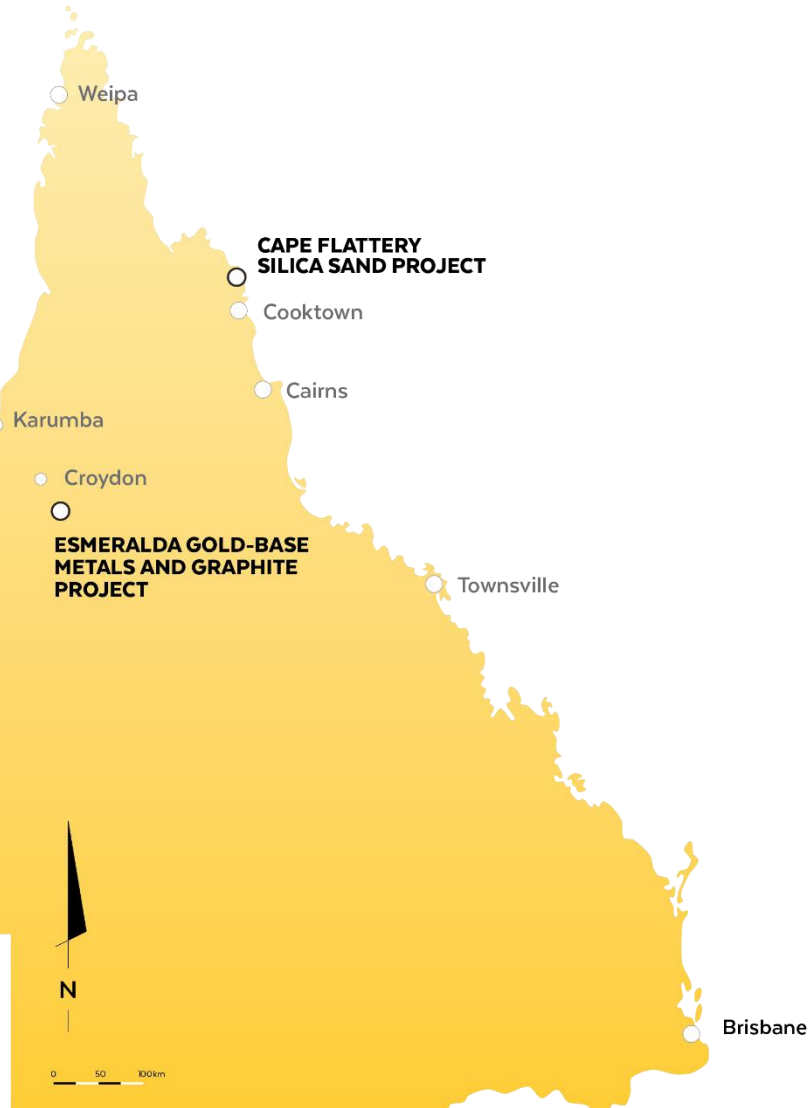 Weipa
CAPE FLATTERY
SILICA SAND PROJECT
Cooktown
Cairns
Karumba
Croydon
ESMERALDA GOLD-BASE
METALS AND GRAPHITE
PROJECT
Townsville
N
Brisbane
0 50 100km